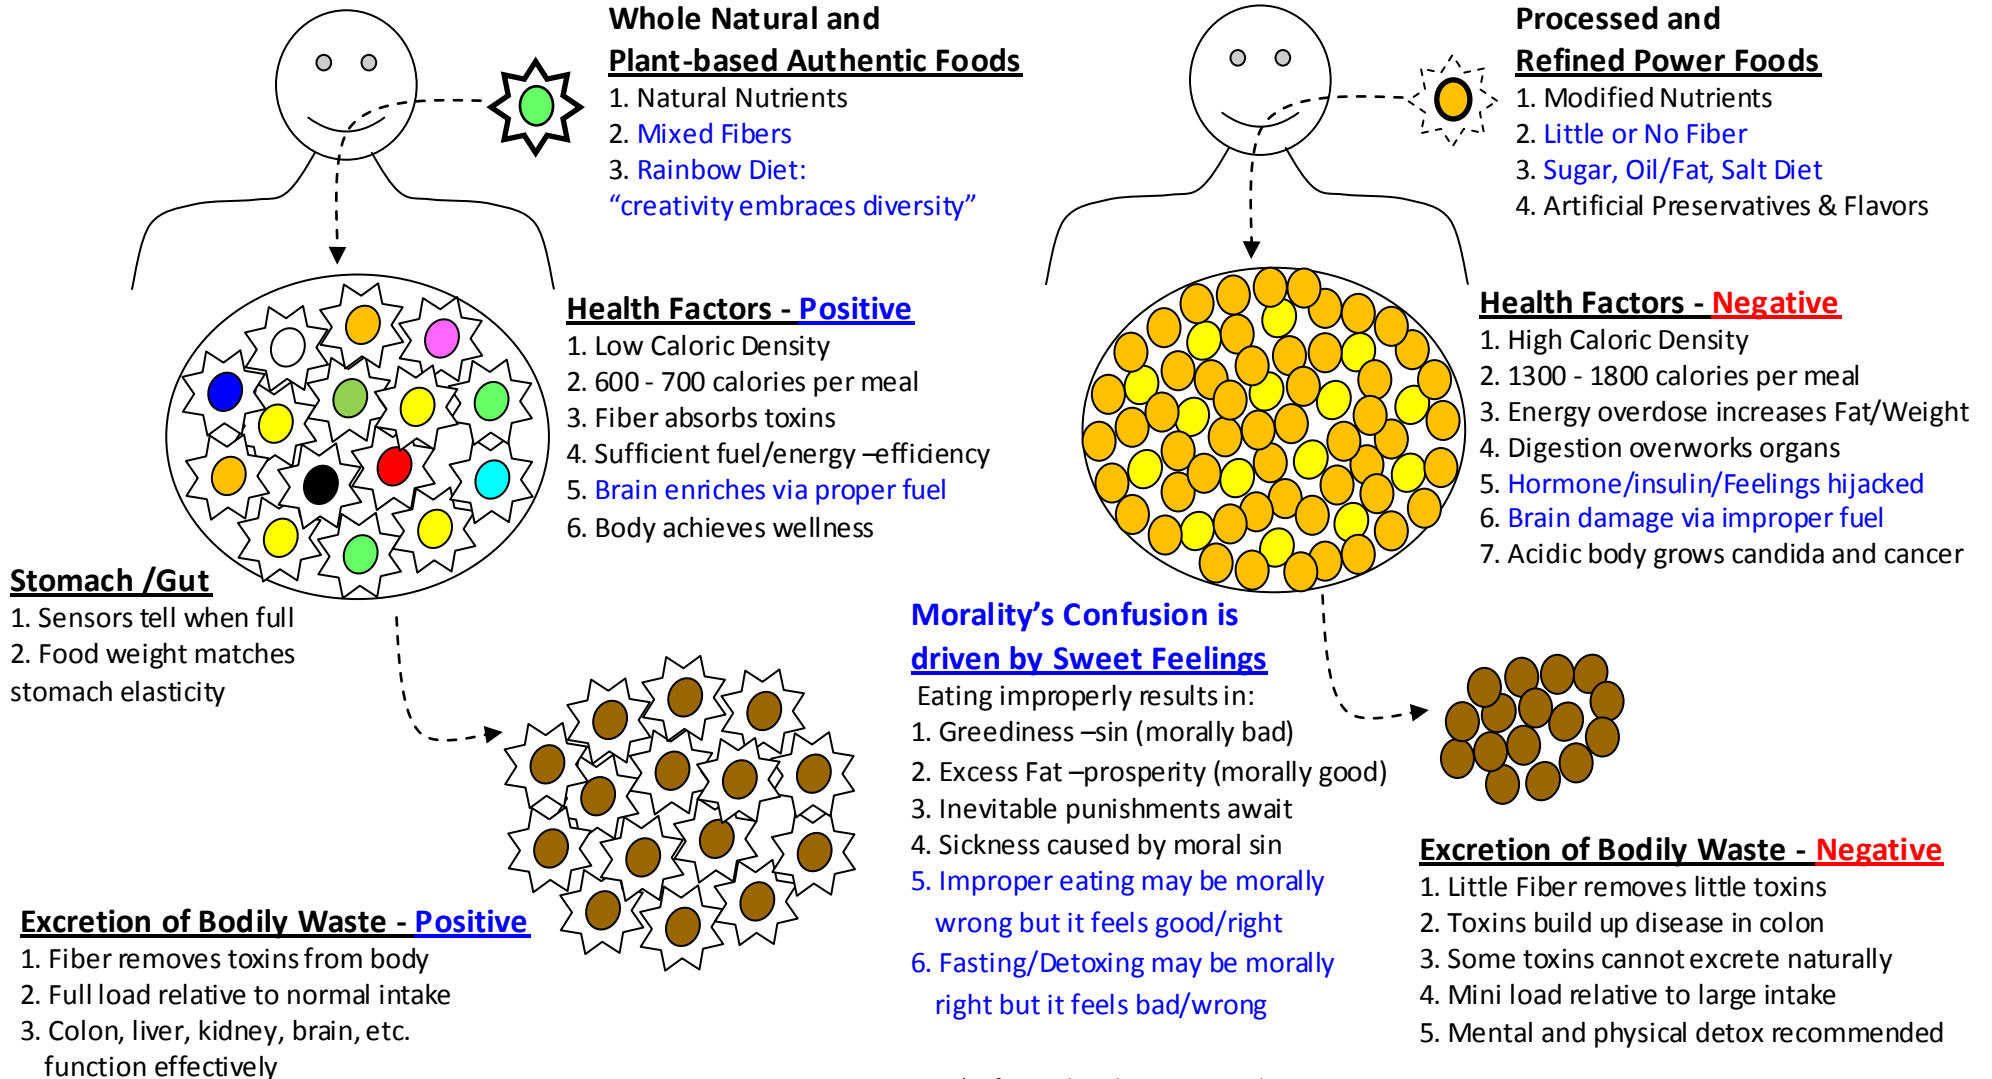 Whole Natural and
Plant-based Authentic Foods
1. Natural Nutrients
2. Mixed Fibers
3. Rainbow Diet:
“creativity embraces diversity”
Health Factors - Positive
1. Low Caloric Density
2. 600 - 700 calories per meal
3. Fiber absorbs toxins
4. Sufficient fuel/energy –efficiency
5. Brain enriches via proper fuel
6. Body achieves wellness
Stomach /Gut
1. Sensors tell when full
2. Food weight matches
stomach elasticity
Excretion of Bodily Waste - Positive
1. Fiber removes toxins from body
2. Full load relative to normal intake
3. Colon, liver, kidney, brain, etc.
function effectively
Processed and
Refined Power Foods
1. Modified Nutrients
2. Little or No Fiber
3. Sugar, Oil/Fat, Salt Diet
4. Artificial Preservatives & Flavors
Health Factors - Negative
1. High Caloric Density
2. 1300 - 1800 calories per meal
3. Energy overdose increases Fat/Weight
4. Digestion overworks organs
5. Hormone/insulin/Feelings hijacked
6. Brain damage via improper fuel
7. Acidic body grows candida and cancer
Morality’s Confusion is
driven by Sweet Feelings
Eating improperly results in:
1. Greediness –sin (morally bad)
2. Excess Fat –prosperity (morally good)
3. Inevitable punishments await
4. Sickness caused by moral sin
5. Improper eating may be morally
wrong but it feels good/right
6. Fasting/Detoxing may be morally
right but it feels bad/wrong
Excretion of Bodily Waste - Negative
1. Little Fiber removes little toxins
2. Toxins build up disease in colon
3. Some toxins cannot excrete naturally
4. Mini load relative to large intake
5. Mental and physical detox recommended